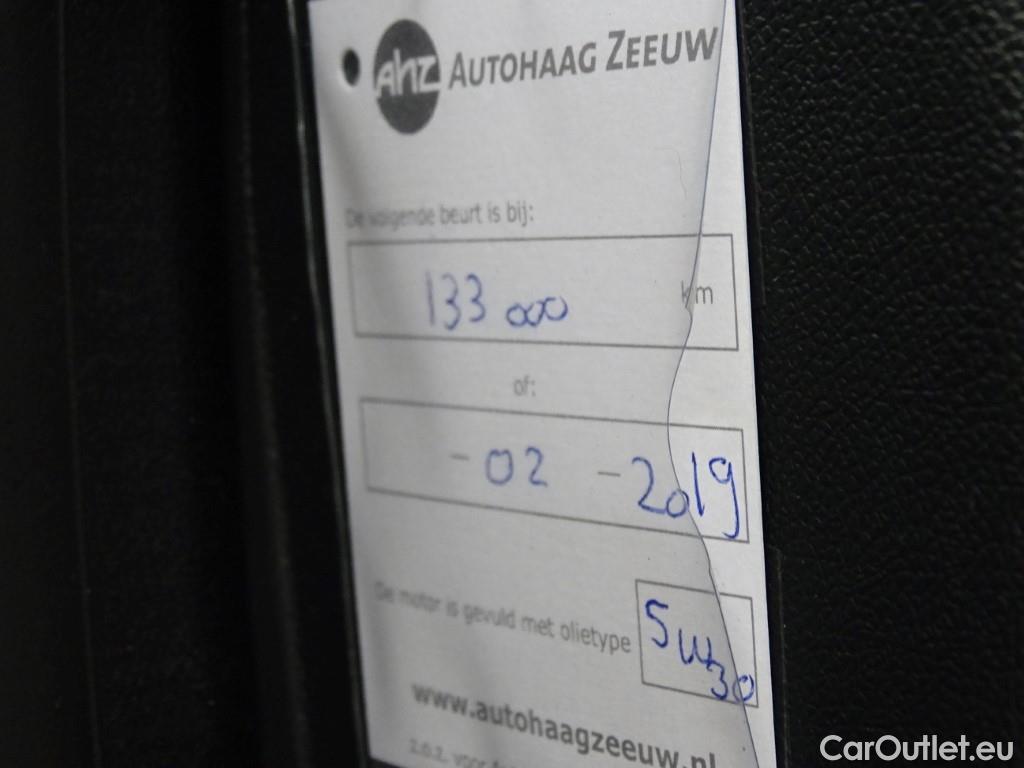 ahz AUTOHAAG ZEEUW
De volgende beurt is bij:
133 000 km
of:
- 02 - 2019
De motor is gevuld met olietype 5W30
www.autohaagzeeuw.nl
z.o.z. voor
CarOutlet.eu